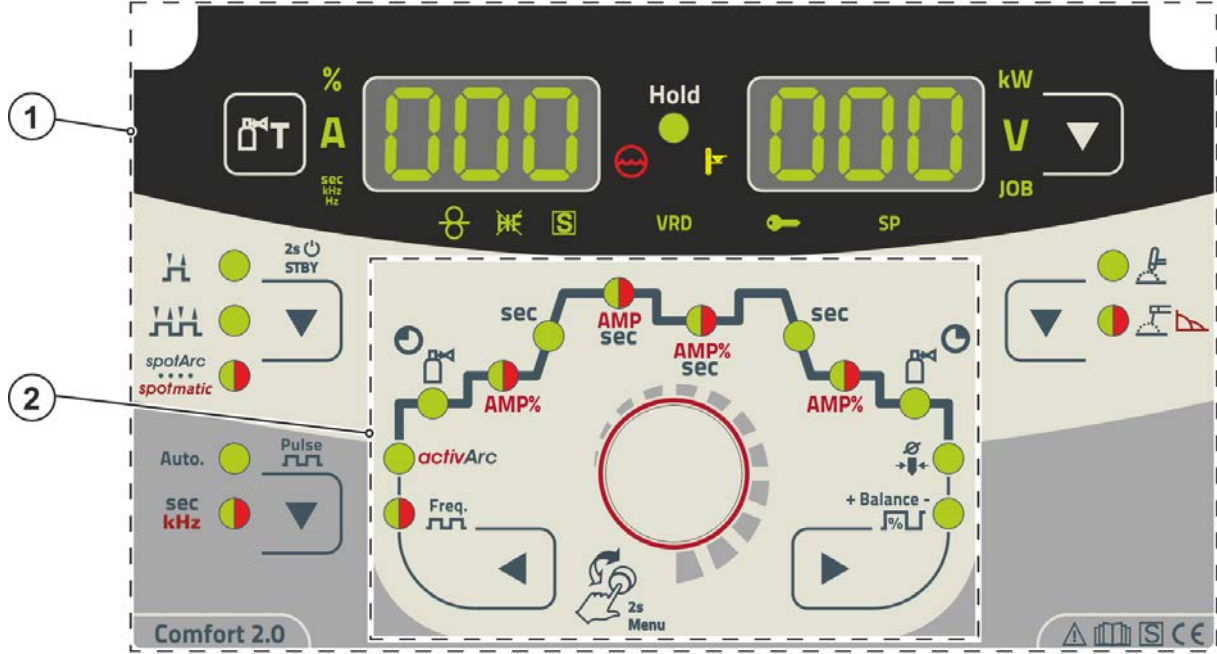 1
%
A
sec
kHz
Hz
T
000
Hold
000
kW
V
JOB
S
VRD
SP
2s
STBY
spotArc
spotmatic
sec
AMP
sec
AMP%
sec
sec
AMP%
AMP%
2
activArc
Freq.
+ Balance -
%
Auto.
Pulse
sec
kHz
2s
Menu
Comfort 2.0
S CE